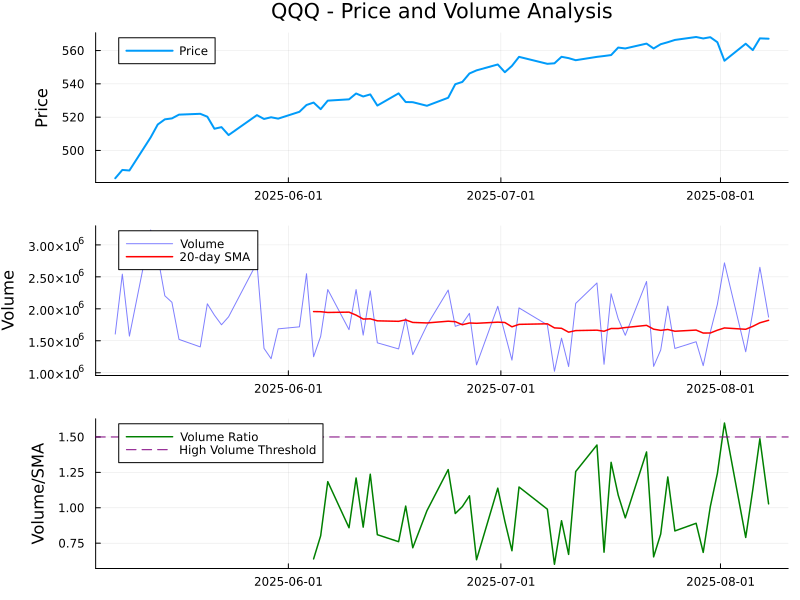 QQQ - Price and Volume Analysis
Price
Price
560
540
520
500
2025-06-01
2025-07-01
2025-08-01
Volume
Volume
20-day SMA
3.00×10⁶
2.50×10⁶
2.00×10⁶
1.50×10⁶
1.00×10⁶
2025-06-01
2025-07-01
2025-08-01
Volume/SMA
Volume Ratio
High Volume Threshold
1.50
1.25
1.00
0.75
2025-06-01
2025-07-01
2025-08-01